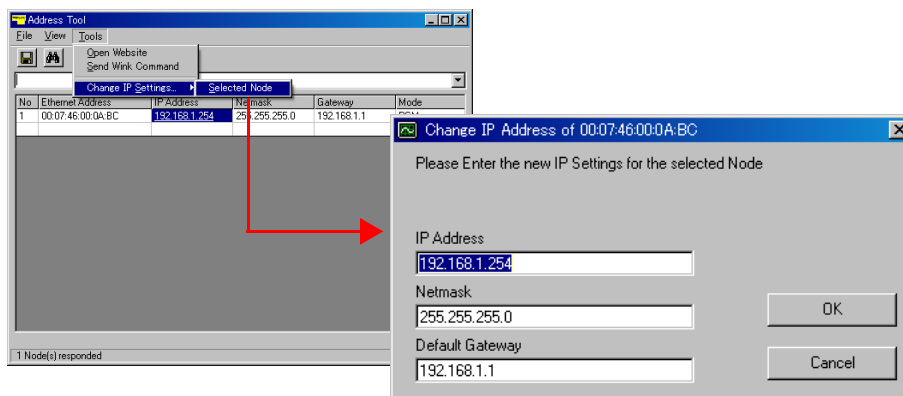 Address Tool
File View Tools
Open Website
Send Wink Command
Change IP Settings... Selected Node
No Ethernet Address IP Address Netmask Gateway Mode
1 00:07:46:00:0A:BC 192.168.1.254 255.255.255.0 192.168.1.1
1 Node(s) responded
Change IP Address of 00:07:46:00:0A:BC
Please Enter the new IP Settings for the selected Node
IP Address
192.168.1.254
Netmask
255.255.255.0
OK
Default Gateway
192.168.1.1
Cancel